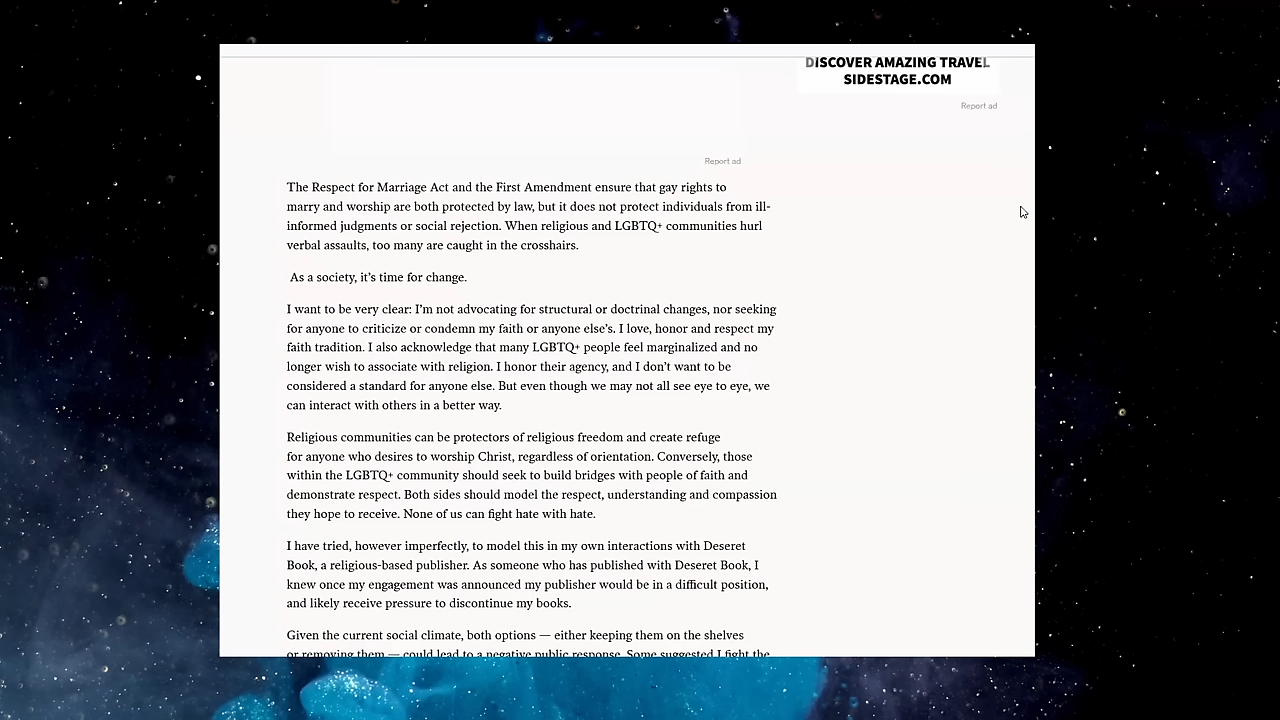 DISCOVER AMAZING TRAVEL
SIDESTAGE.COM
Report ad
Report ad
The Respect for Marriage Act and the First Amendment ensure that gay rights to
marry and worship are both protected by law, but it does not protect individuals from ill-
informed judgments or social rejection. When religious and LGBTQ+ communities hurl
verbal assaults, too many are caught in the crosshairs.
As a society, it’s time for change.
I want to be very clear: I’m not advocating for structural or doctrinal changes, nor seeking
for anyone to criticize or condemn my faith or anyone else’s. I love, honor and respect my
faith tradition. I also acknowledge that many LGBTQ+ people feel marginalized and no
longer wish to associate with religion. I honor their agency, and I don’t want to be
considered a standard for anyone else. But even though we may not all see eye to eye, we
can interact with others in a better way.
Religious communities can be protectors of religious freedom and create refuge
for anyone who desires to worship Christ, regardless of orientation. Conversely, those
within the LGBTQ+ community should seek to build bridges with people of faith and
demonstrate respect. Both sides should model the respect, understanding and compassion
they hope to receive. None of us can fight hate with hate.
I have tried, however imperfectly, to model this in my own interactions with Deseret
Book, a religious-based publisher. As someone who has published with Deseret Book, I
knew once my engagement was announced my publisher would be in a difficult position,
and likely receive pressure to discontinue my books.
Given the current social climate, both options — either keeping them on the shelves
or removing them — could lead to a negative public response. Some suggested I fight the